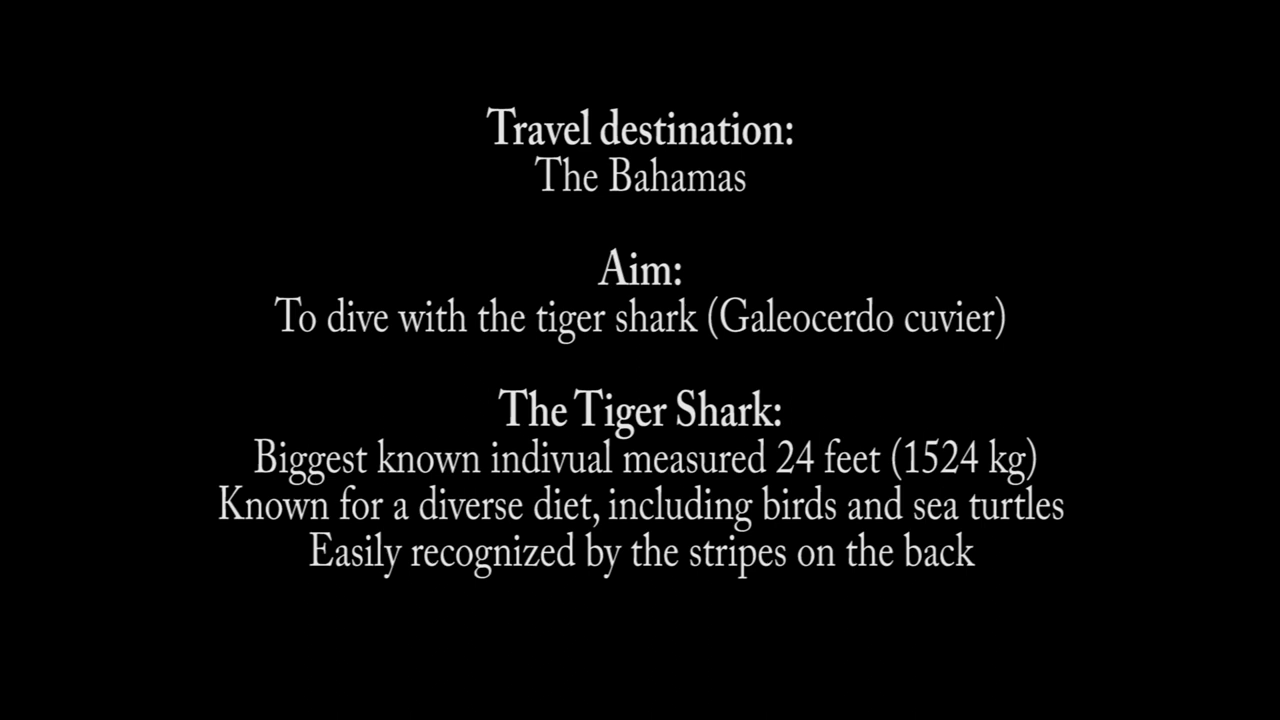 Travel destination:
The Bahamas
Aim:
To dive with the tiger shark (Galeocerdo cuvier)
The Tiger Shark:
Biggest known indivual measured 24 feet (1524 kg)
Known for a diverse diet, including birds and sea turtles
Easily recognized by the stripes on the back